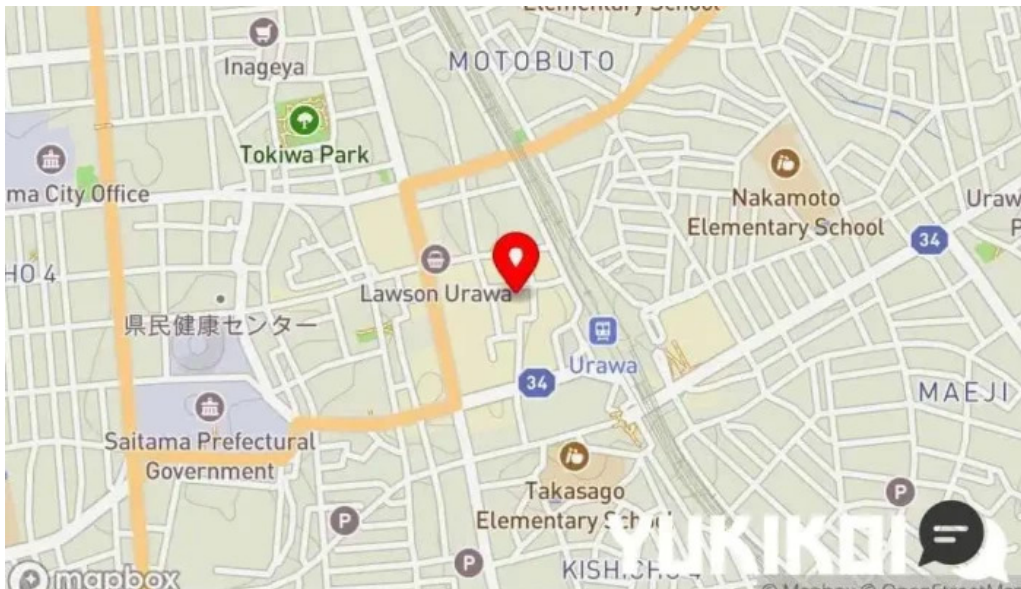 Elementary School
MOTOBUTO
Inageya
Tokiwa Park
ma City Office
Nakamoto
Elementary School
Uraw
P
34
HO 4
Lawson Urawa
県民健康センター
Urawa
34
MAEJI
Saitama Prefectural
Government
Takasago
Elementary School
P
P
P
YUKIKOI
KISHICHO 4
mapbox
© Mapbox © OpenStreetMap